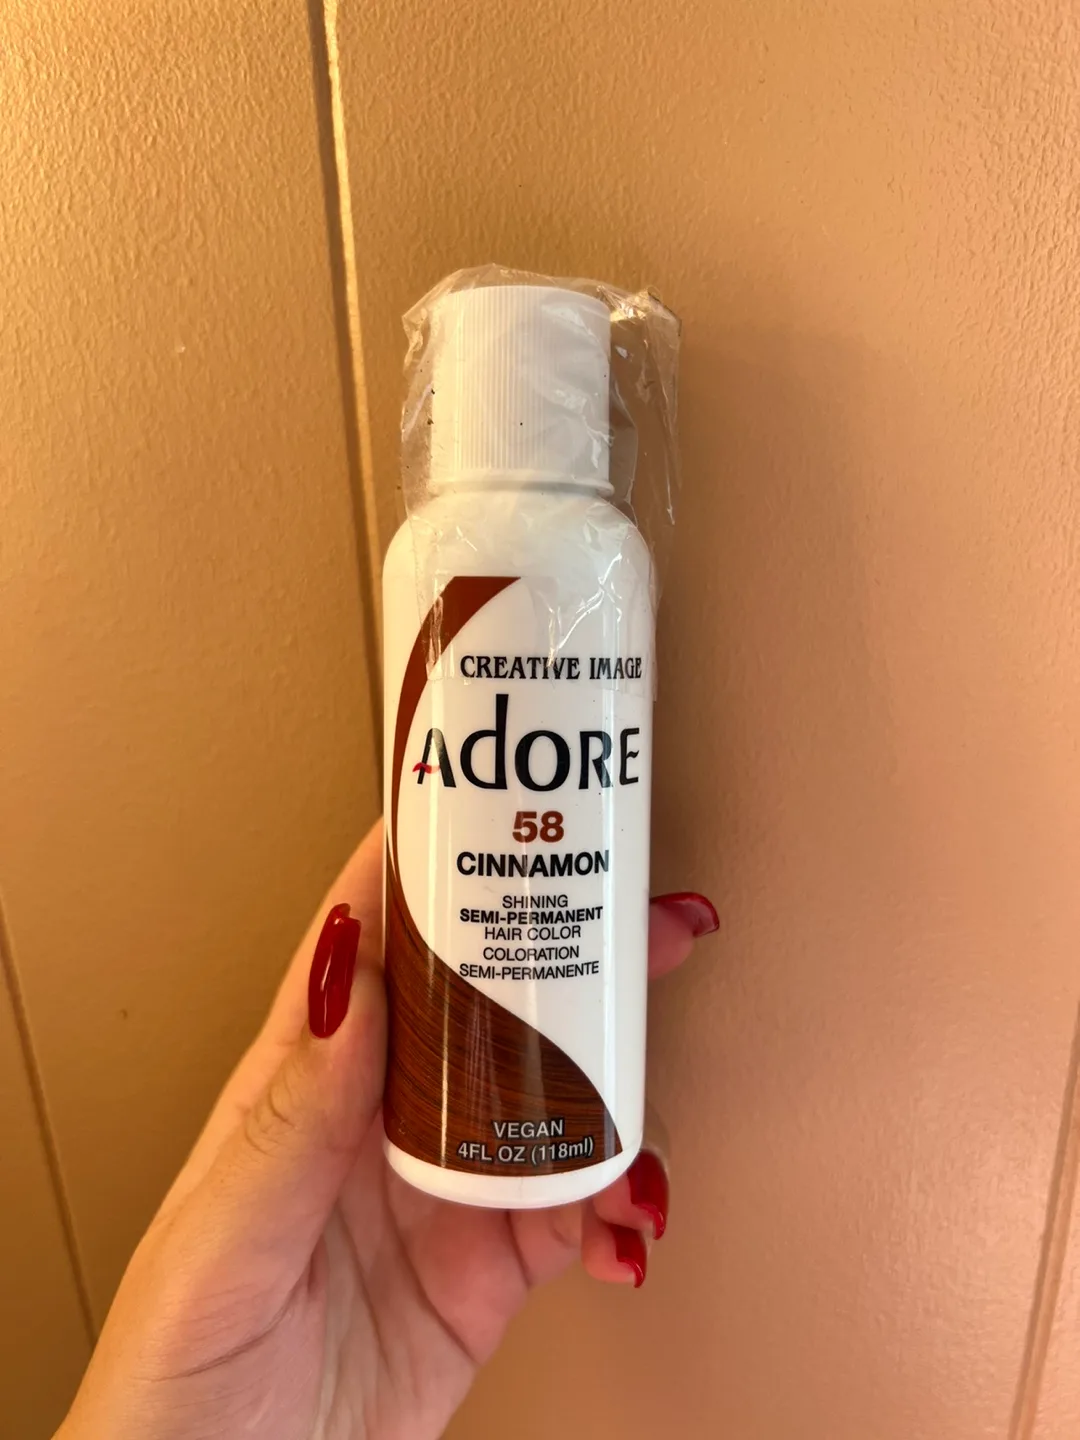 CREATIVE IMAGE
ADORE
58
CINNAMON
SHINING
SEMI-PERMANENT
HAIR COLOR
COLORATION
SEMI-PERMANENTE
VEGAN
4FL OZ (118ml)